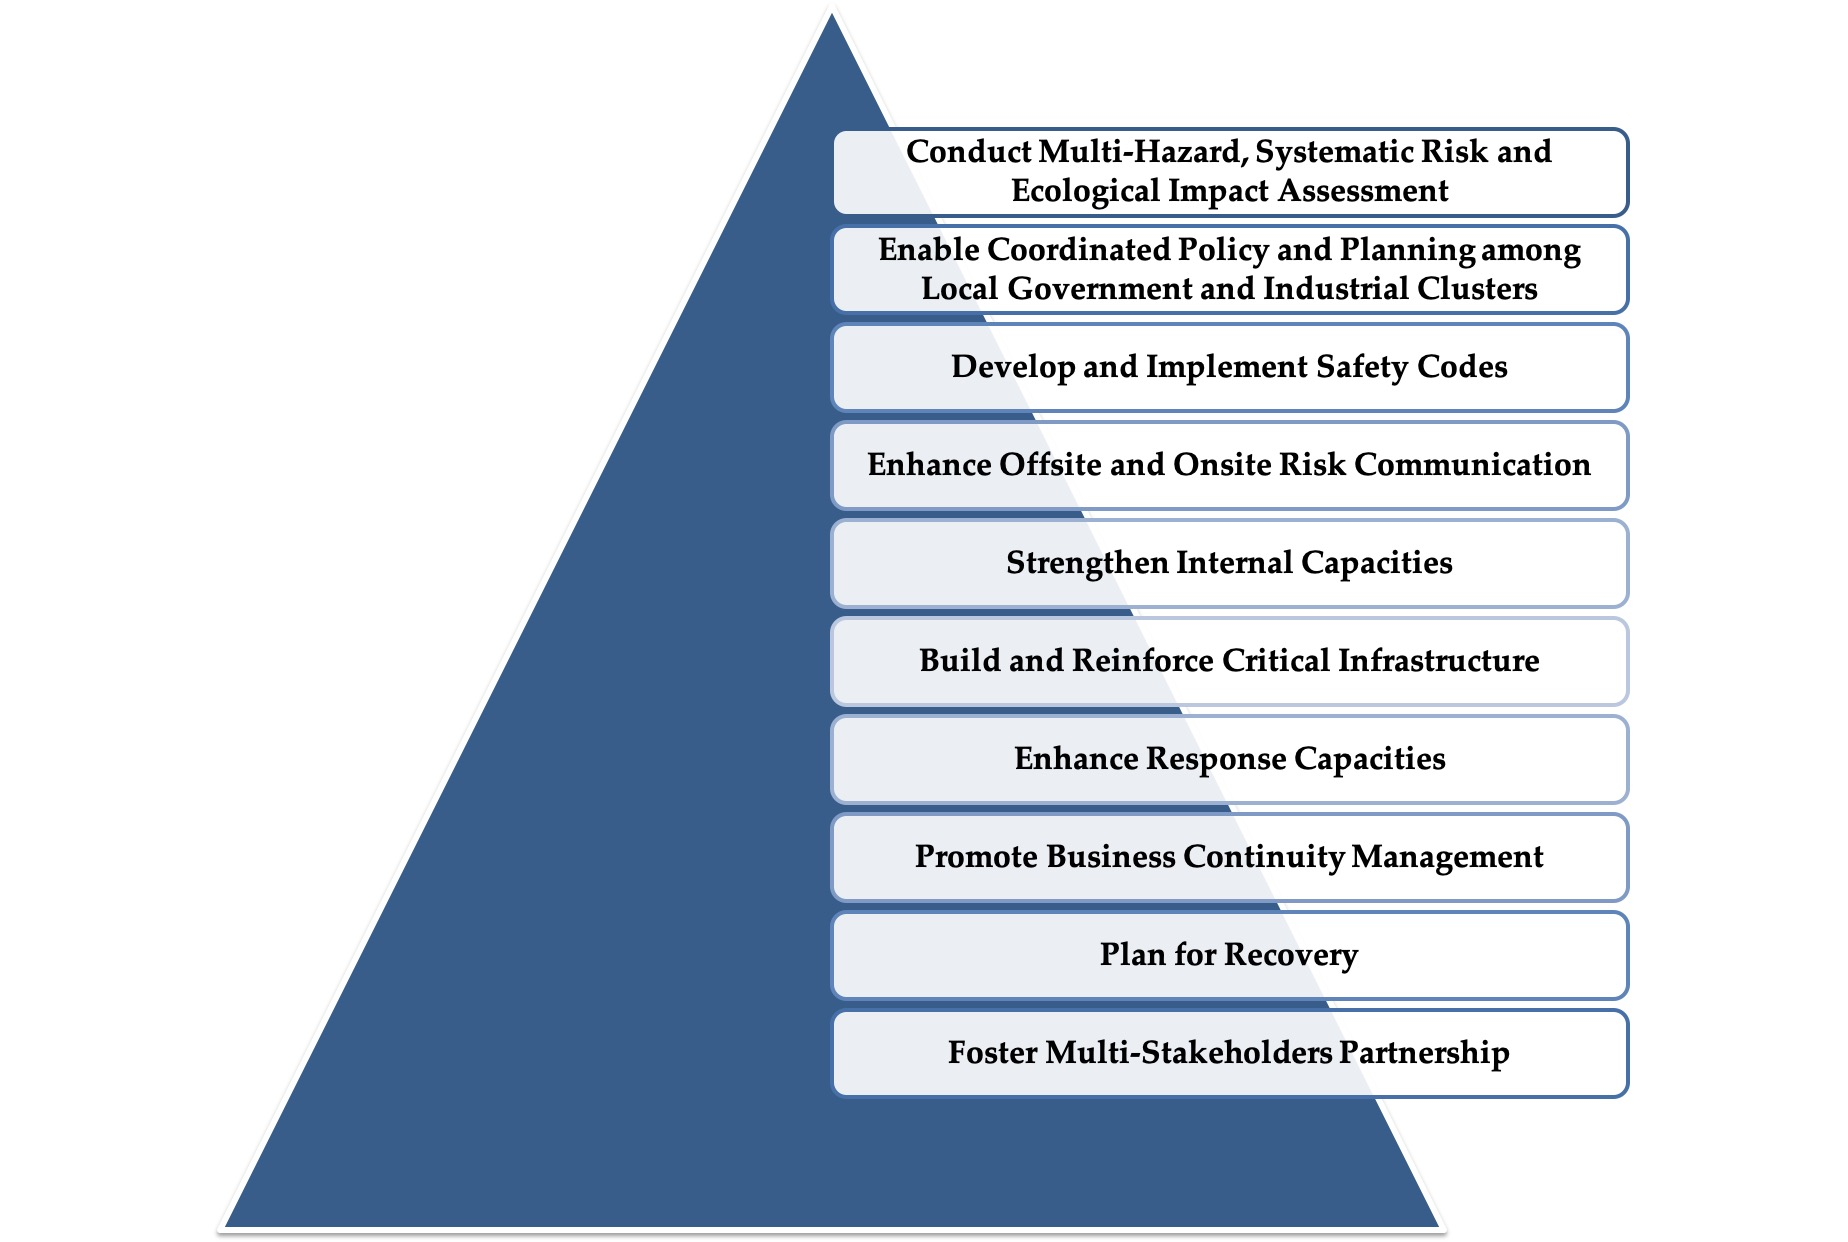 Conduct Multi-Hazard, Systematic Risk and
Ecological Impact Assessment
Enable Coordinated Policy and Planning among
Local Government and Industrial Clusters
Develop and Implement Safety Codes
Enhance Offsite and Onsite Risk Communication
Strengthen Internal Capacities
Build and Reinforce Critical Infrastructure
Enhance Response Capacities
Promote Business Continuity Management
Plan for Recovery
Foster Multi-Stakeholders Partnership